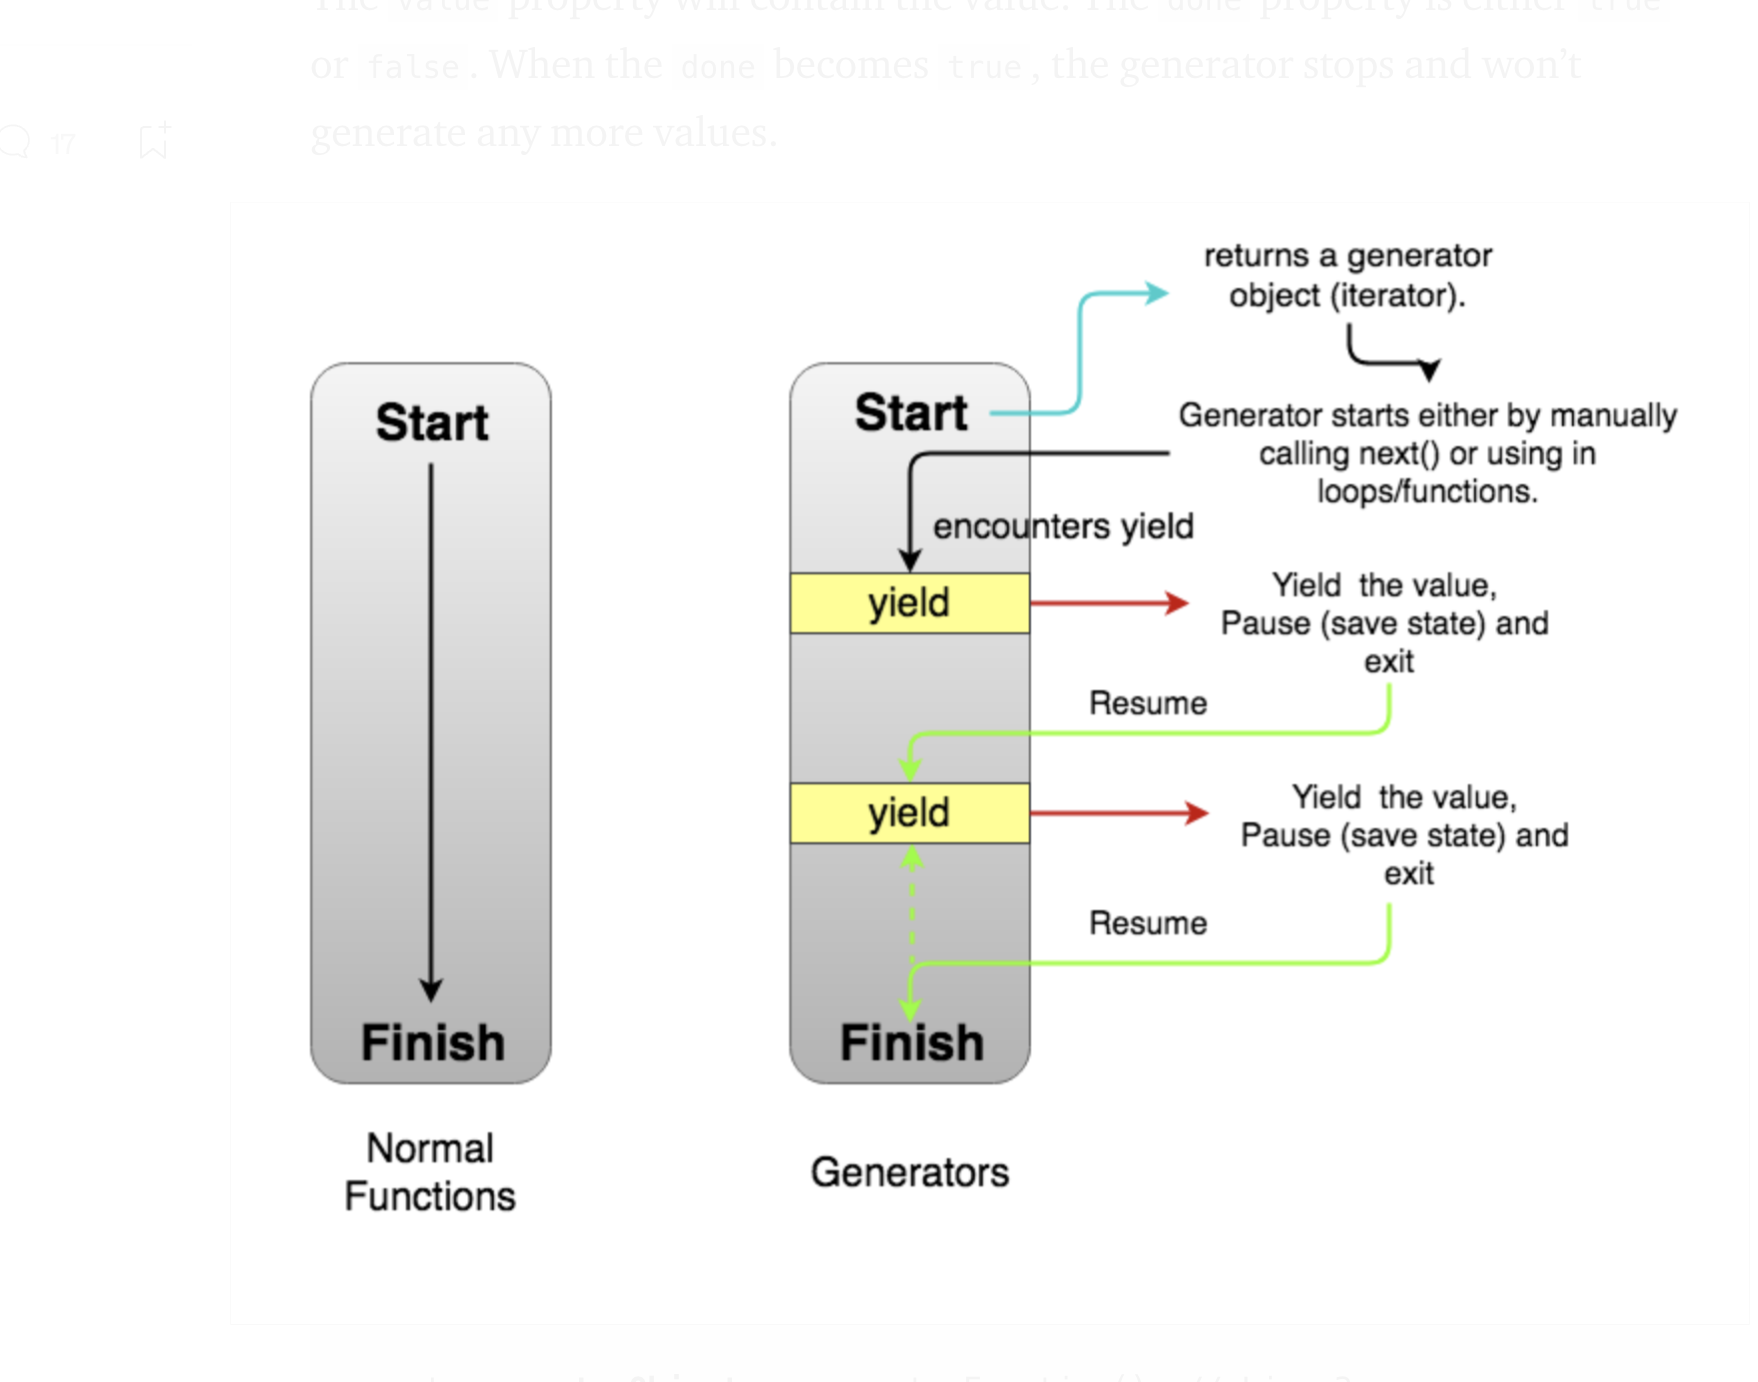 The value property will contain the value. The done property is either true
or false. When the done becomes true, the generator stops and won’t
generate any more values.
17
returns a generator
object (iterator).
Start
Start
Generator starts either by manually
calling next() or using in
loops/functions.
encounters yield
yield
Yield the value,
Pause (save state) and
exit
Resume
yield
Yield the value,
Pause (save state) and
exit
Resume
Finish
Finish
Normal
Functions
Generators